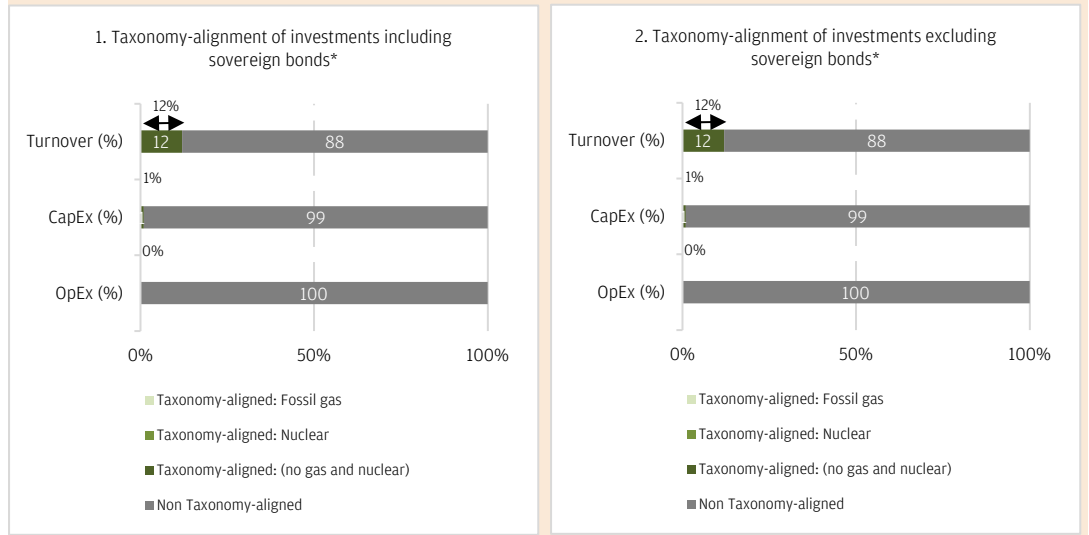 1. Taxonomy-alignment of investments including
sovereign bonds*
12%
Turnover (%)
12
88
1%
CapEx (%)
1
99
0%
OpEx (%)
100
0%
50%
100%
Taxonomy-aligned: Fossil gas
Taxonomy-aligned: Nuclear
Taxonomy-aligned: (no gas and nuclear)
Non Taxonomy-aligned
2. Taxonomy-alignment of investments excluding
sovereign bonds*
12%
Turnover (%)
12
88
1%
CapEx (%)
1
99
0%
OpEx (%)
100
0%
50%
100%
Taxonomy-aligned: Fossil gas
Taxonomy-aligned: Nuclear
Taxonomy-aligned: (no gas and nuclear)
Non Taxonomy-aligned